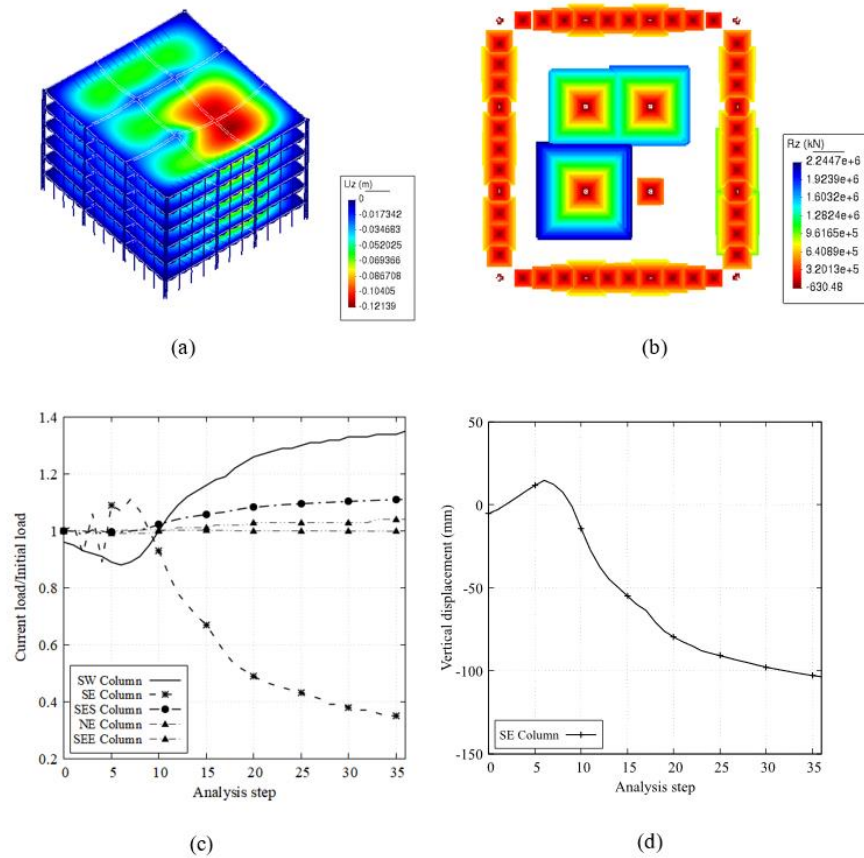 Uz (m)
0
-0.017342
-0.034683
-0.052025
-0.069366
-0.086708
-0.10405
-0.12139
(a)
Rz (kN)
2.2447e+6
1.9239e+6
1.6032e+6
1.2824e+6
9.6165e+5
6.4089e+5
3.2013e+5
-630.48
(b)
Current load/Initial load
1.4
1.2
1
0.8
0.6
0.4
0.2
SW Column
SE Column
SES Column
NE Column
SEE Column
0 5 10 15 20 25 30 35
Analysis step
(c)
Vertical displacement (mm)
50
0
-50
-100
-150
SE Column
0 5 10 15 20 25 30 35
Analysis step
(d)